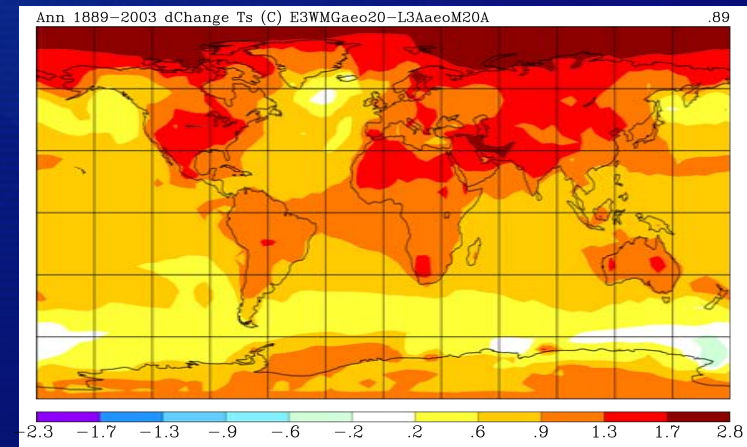 Ann 1889−2003 dChange Ts (C) E3WMGaeo20−L3AaeoM20A .89
−2.3 −1.7 −1.3 −.9 −.6 −.2 .2 .6 .9 1.3 1.7 2.8